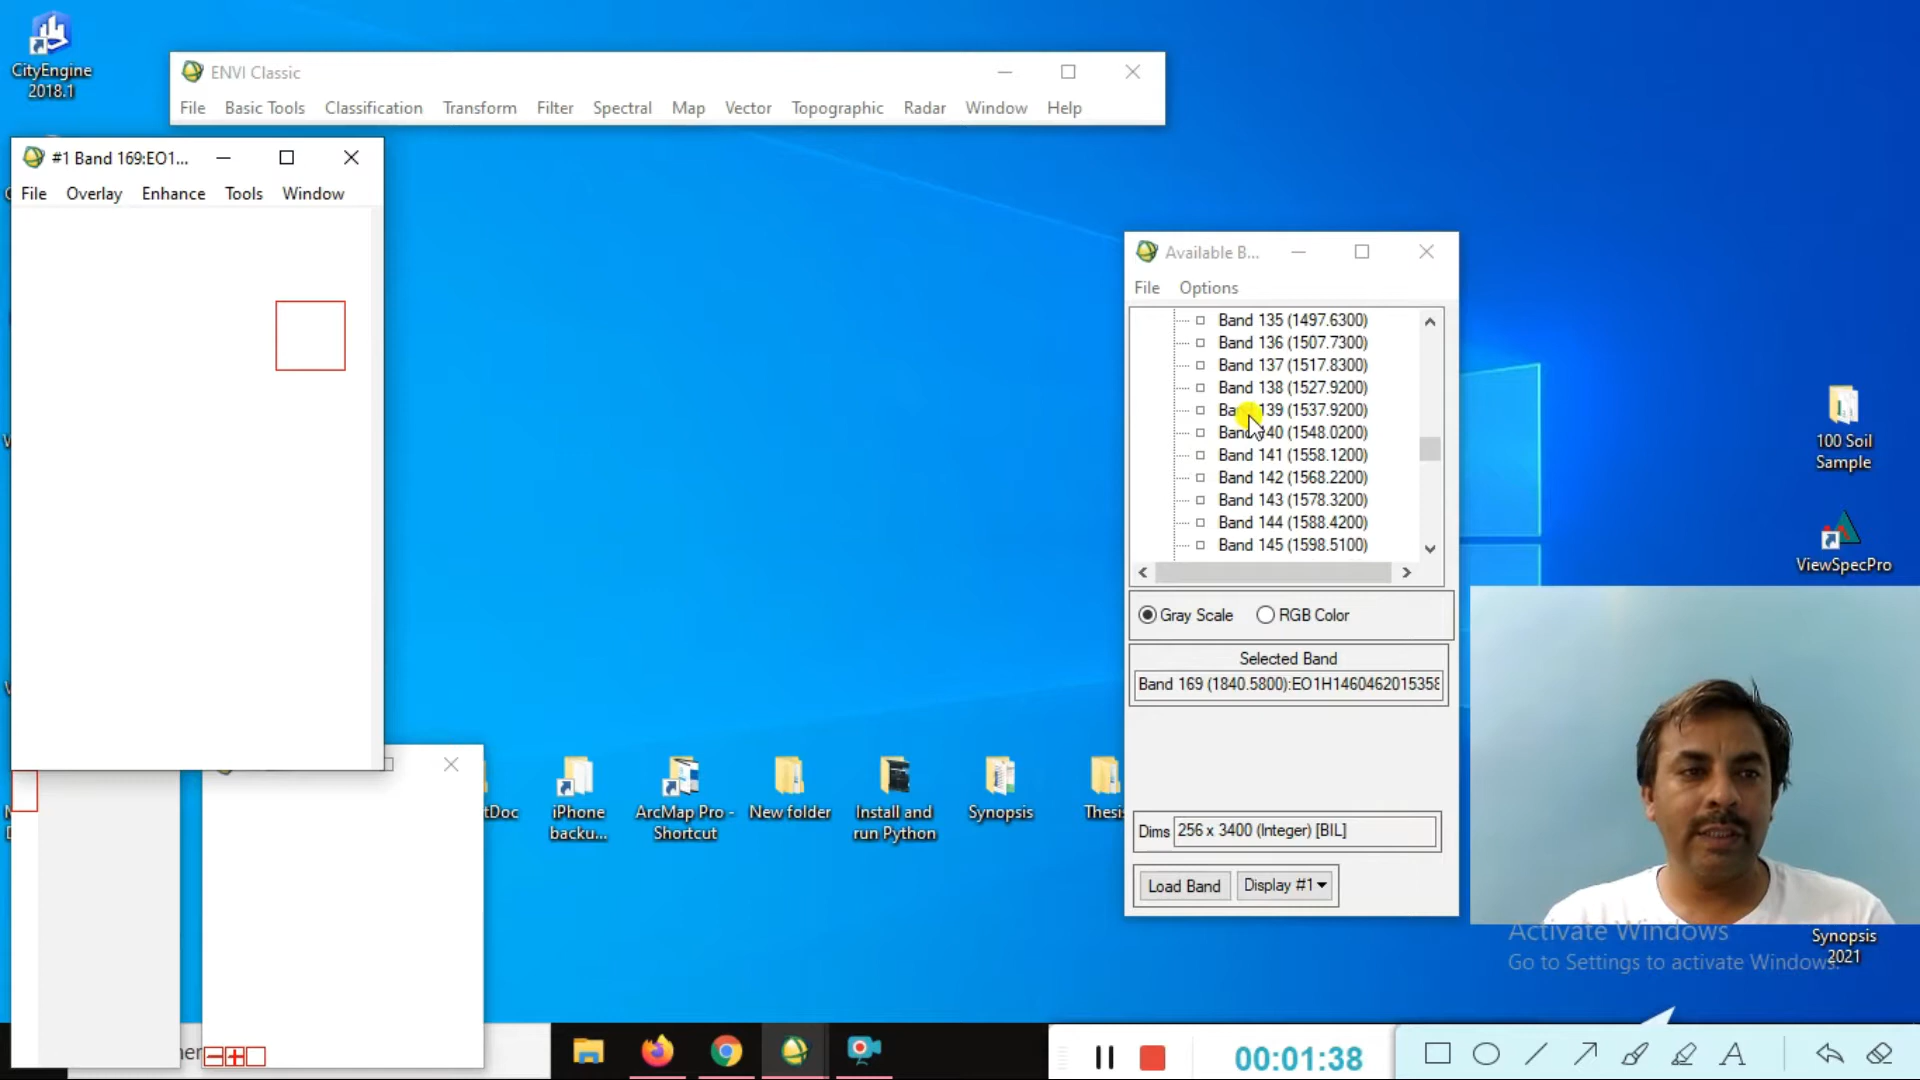 CityEngine
2018.1
ENVI Classic
File Basic Tools Classification Transform Filter Spectral Map Vector Topographic Radar Window Help
#1 Band 169:EO1...
File Overlay Enhance Tools Window
Available B...
File Options
Band 135 (1497.6300)
Band 136 (1507.7300)
Band 137 (1517.8300)
Band 138 (1527.9200)
Band 139 (1537.9200)
Band 140 (1548.0200)
Band 141 (1558.1200)
Band 142 (1568.2200)
Band 143 (1578.3200)
Band 144 (1588.4200)
Band 145 (1598.5100)
Gray Scale RGB Color
Selected Band
Band 169 (1840.5800):EO1H1460462015358
Dims 256 x 3400 (Integer) [BIL]
Load Band Display #1
100 Soil
Sample
ViewSpecPro
tDoc
iPhone
backu...
ArcMap Pro -
Shortcut
New folder
Install and
run Python
Synopsis
Thesi
Activate Windows
Go to Settings to activate Windows.
Synopsis
2021
00:01:38
A